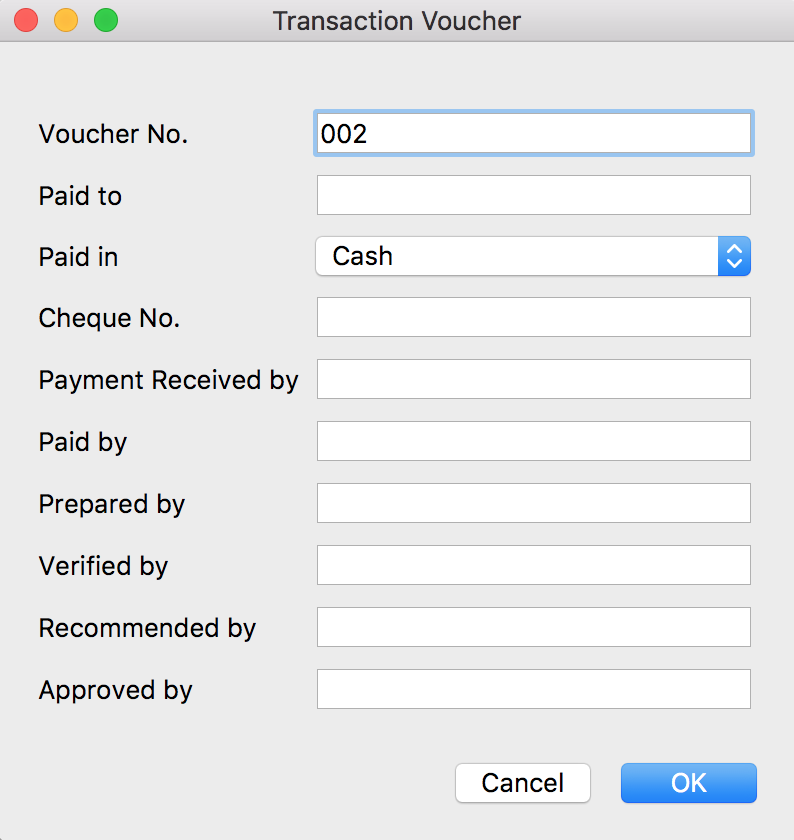 Transaction Voucher
Voucher No. 002
Paid to
Paid in Cash
Cheque No.
Payment Received by
Paid by
Prepared by
Verified by
Recommended by
Approved by
Cancel OK